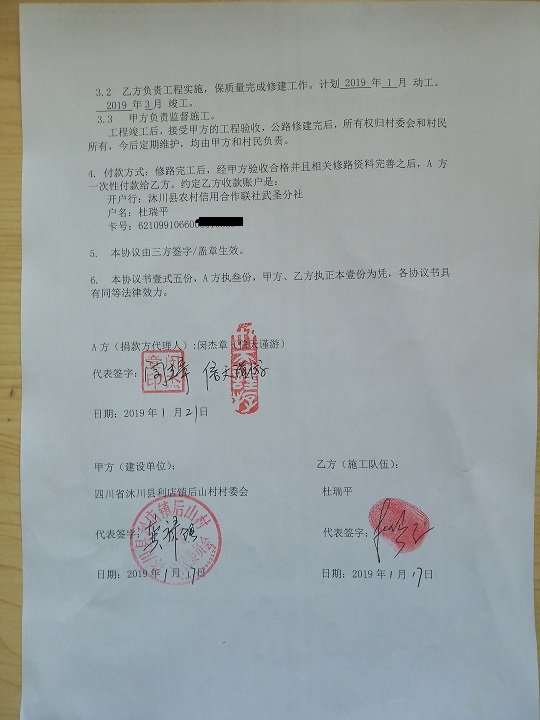 3.2 乙方负责工程实施，保质量完成修建工作。计划 2019 年 1 月 动工。
2019 年 3 月 竣工。
3.3 甲方负责监督施工。
工程竣工后，接受甲方的工程验收，公路修建完后，所有权归村委会和村民
所有，今后定期维护，均由甲方和村民负责。
4. 付款方式：修路完工后，经甲方验收合格并且相关修路资料完善之后，A 方
一次性付款给乙方。约定乙方收款账户是：
开户行：沐川县农村信用合作联社武圣分社
户名：杜瑞平
卡号：6210991066
5. 本协议由三方签字/盖章生效。
6. 本协议书壹式五份，A 方执叁份，甲方、乙方执正本壹份为凭，各协议书具
有同等法律效力。
A 方（捐款方代理人）：闵杰章（信天谨游）
代表签字： 闵杰章 信天谨游
日期：2019 年 1 月 21 日
甲方（建设单位）：
四川省沐川县利店镇后山村村委会
代表签字：
日期：2019 年 1 月 17 日
乙方（施工队伍）：
杜瑞平
代表签字：
日期：2019 年 1 月 17 日